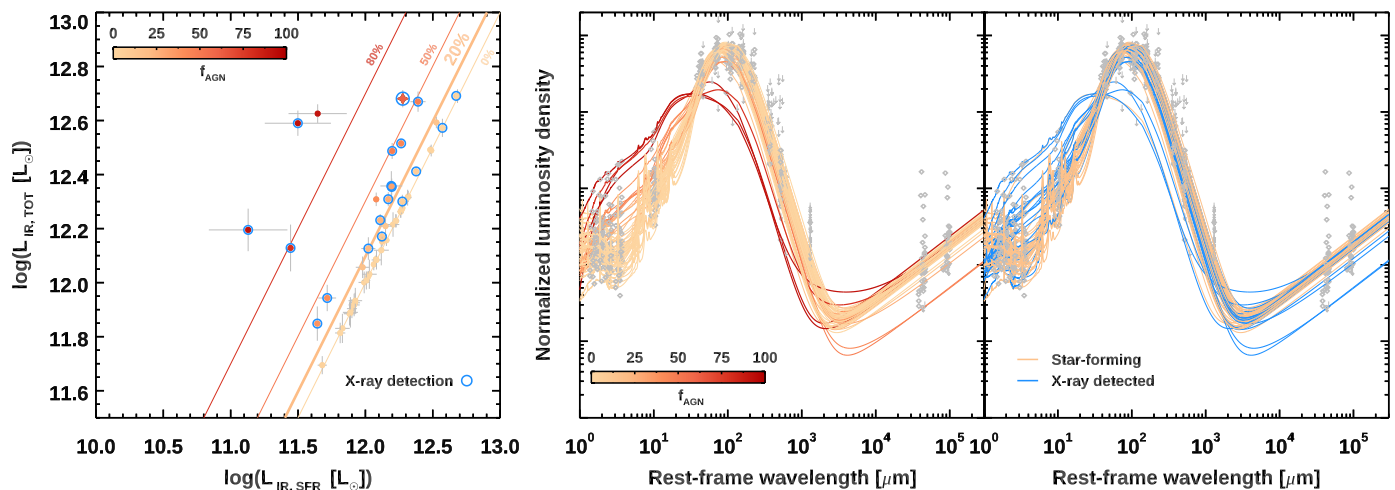 13.0
12.8
12.6
12.4
12.2
12.0
11.8
11.6
log(L IR, TOT [L☉])
0 25 50 75 100
fAGN
80%
50%
20%
0%
X-ray detection
10.0 10.5 11.0 11.5 12.0 12.5 13.0
log(L IR, SFR [L☉])
Normalized luminosity density
0 25 50 75 100
fAGN
10⁰ 10¹ 10² 10³ 10⁴ 10⁵ 10⁰ 10¹ 10² 10³ 10⁴ 10⁵
Rest-frame wavelength [μm]
Star-forming
X-ray detected
Rest-frame wavelength [μm]